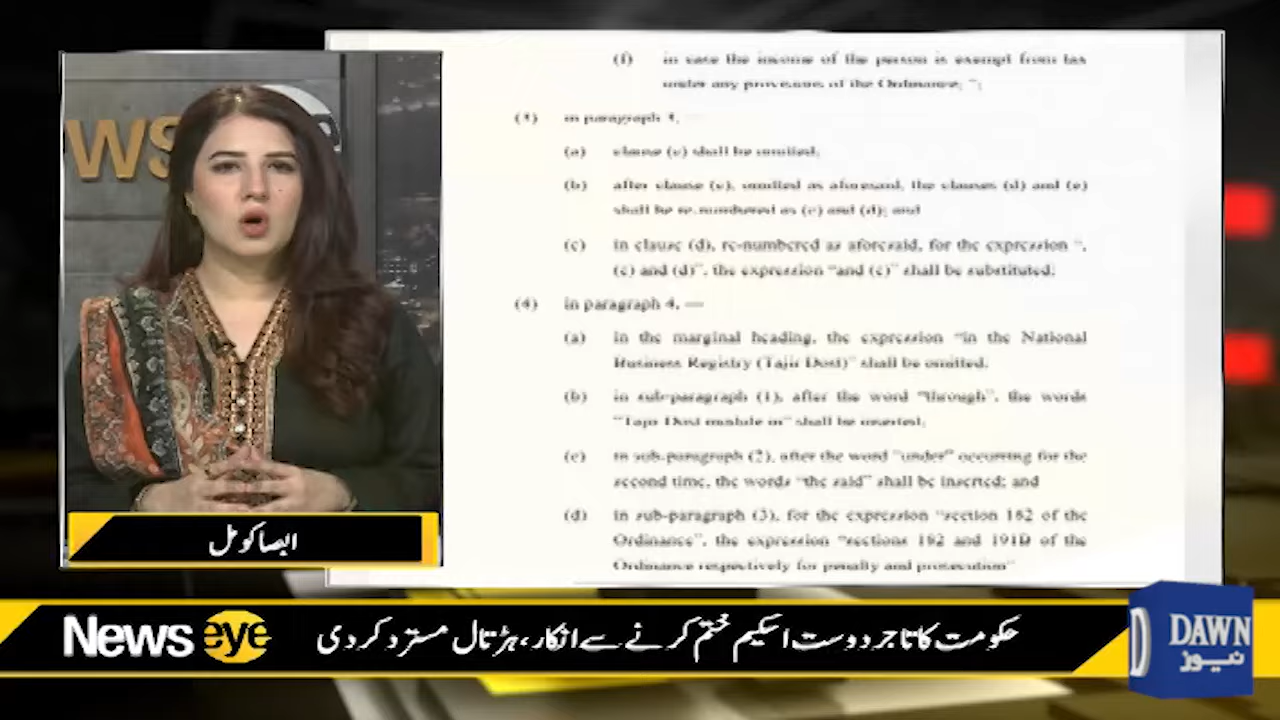 WS
ابصا کومل
(f) in case the income of the person is exempt from tax
under any provisions of the Ordinance; ";
(3) in paragraph 3, —
(a) clause (c) shall be omitted;
(b) after clause (c), omitted as aforesaid, the clauses (d) and (e)
shall be re-numbered as (c) and (d); and
(c) in clause (d), re-numbered as aforesaid, for the expression ",
(c) and (d)", the expression "and (c)" shall be substituted;
(4) in paragraph 4, —
(a) in the marginal heading, the expression "in the National
Business Registry (Tajir Dost)" shall be omitted.
(b) in sub-paragraph (1), after the word "through", the words
"Tajir Dost module in" shall be inserted;
(c) in sub-paragraph (2), after the word "under" occurring for the
second time, the words "the said" shall be inserted; and
(d) in sub-paragraph (3), for the expression "section 182 of the
Ordinance", the expression "sections 182 and 191D of the
Ordinance respectively for penalty and prosecution"
News eye
حکومت کا تاجر دوست اسکیم ختم کرنے سے انکار، ہڑتال مسترد کردی
DAWN
نیوز